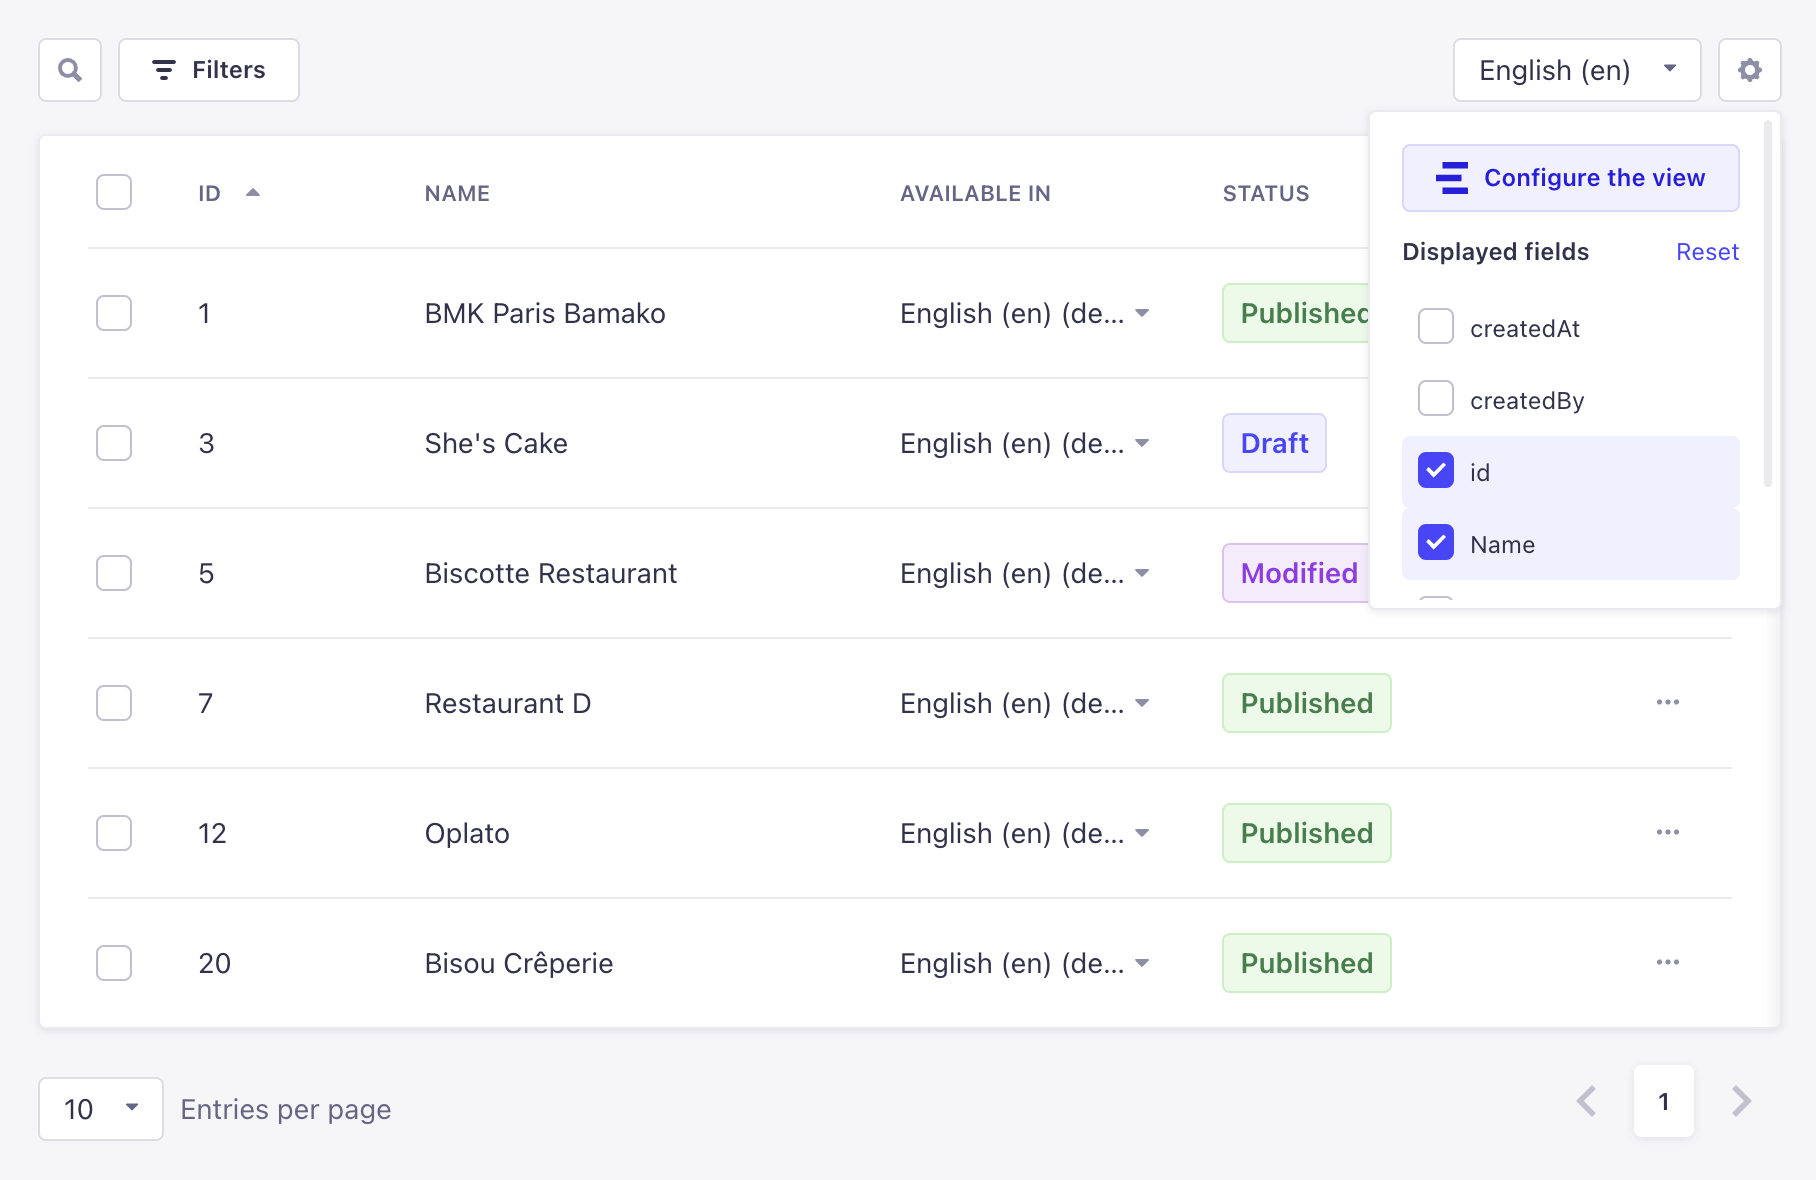 Filters
English (en)
ID NAME AVAILABLE IN STATUS
Configure the view
Displayed fields Reset
createdAt
createdBy
id
Name
1 BMK Paris Bamako English (en) (de... Published
3 She's Cake English (en) (de... Draft
5 Biscotte Restaurant English (en) (de... Modified
7 Restaurant D English (en) (de... Published
12 Oplato English (en) (de... Published
20 Bisou Crêperie English (en) (de... Published
10 Entries per page
1